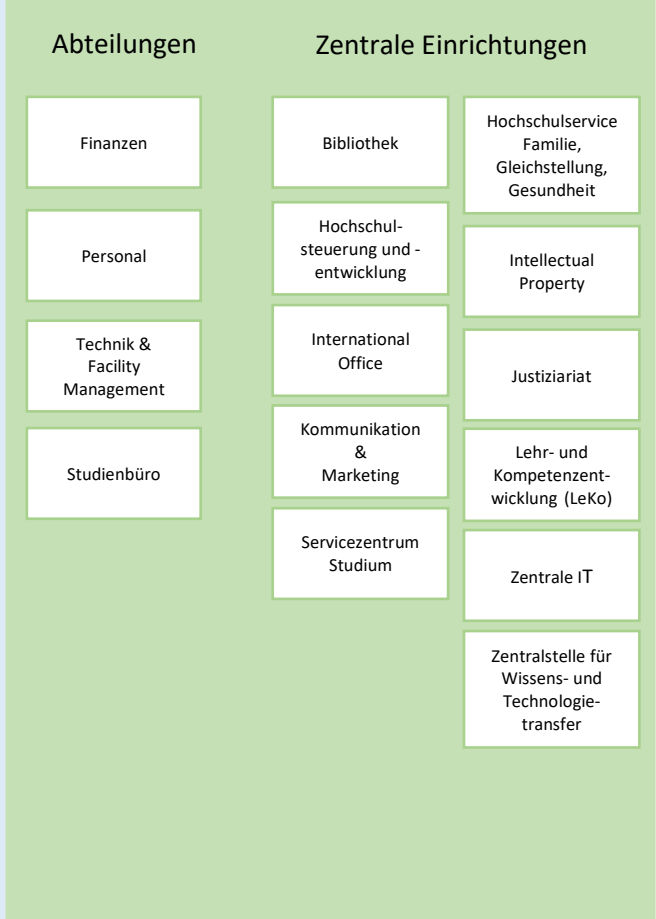 Abteilungen
Finanzen
Personal
Technik &
Facility
Management
Studienbüro
Zentrale Einrichtungen
Bibliothek
Hochschul-
steuerung und -
entwicklung
International
Office
Kommunikation
&
Marketing
Servicezentrum
Studium
Hochschulservice
Familie,
Gleichstellung,
Gesundheit
Intellectual
Property
Justiziariat
Lehr- und
Kompetenzent-
wicklung (LeKo)
Zentrale IT
Zentralstelle für
Wissens- und
Technologie-
transfer